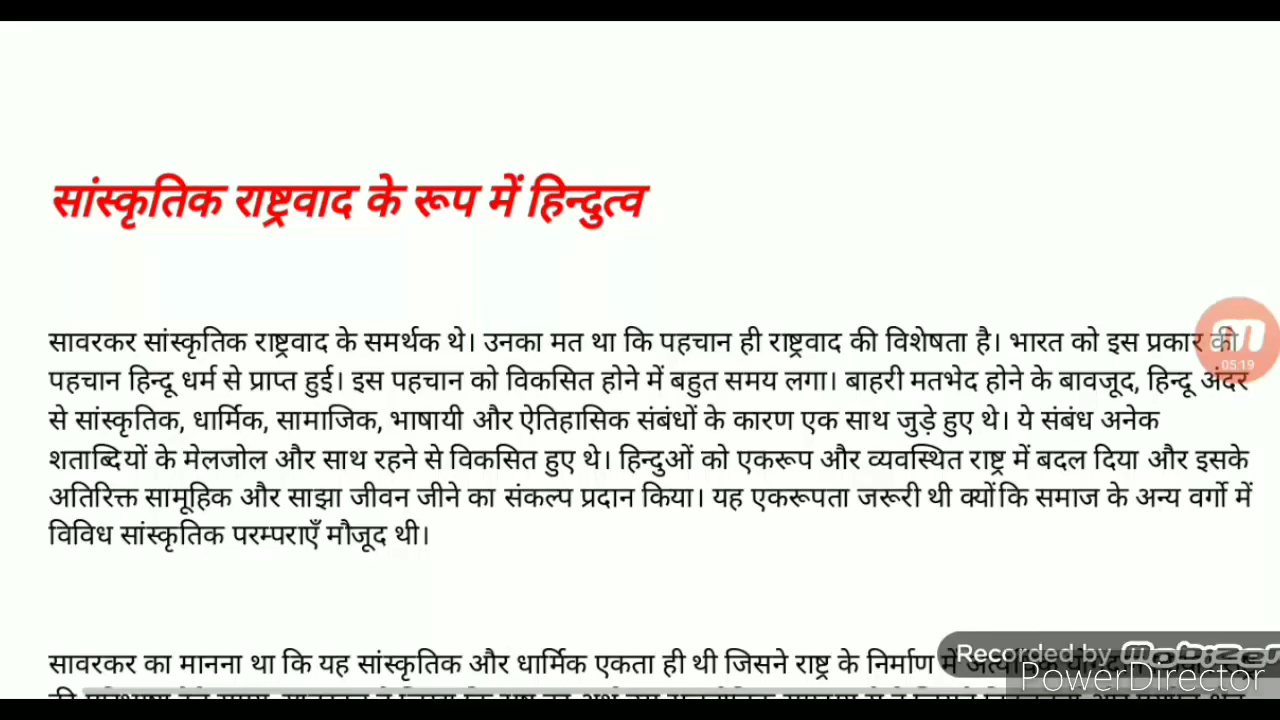 सांस्कृतिक राष्ट्रवाद के रूप में हिन्दुत्व
सावरकर सांस्कृतिक राष्ट्रवाद के समर्थक थे। उनका मत था कि पहचान ही राष्ट्रवाद की विशेषता है। भारत को इस प्रकार की
05:19
पहचान हिन्दू धर्म से प्राप्त हुई। इस पहचान को विकसित होने में बहुत समय लगा। बाहरी मतभेद होने के बावजूद, हिन्दू अंदर
से सांस्कृतिक, धार्मिक, सामाजिक, भाषायी और ऐतिहासिक संबंधों के कारण एक साथ जुड़े हुए थे। ये संबंध अनेक
शताब्दियों के मेलजोल और साथ रहने से विकसित हुए थे। हिन्दुओं को एकरूप और व्यवस्थित राष्ट्र में बदल दिया और इसके
अतिरिक्त सामूहिक और साझा जीवन जीने का संकल्प प्रदान किया। यह एकरूपता जरूरी थी क्योंकि समाज के अन्य वर्गो में
विविध सांस्कृतिक परम्पराएँ मौजूद थी।
सावरकर का मानना था कि यह सांस्कृतिक और धार्मिक एकता ही थी जिसने राष्ट्र के निर्माण में
Recorded by Mobizen
PowerDirector